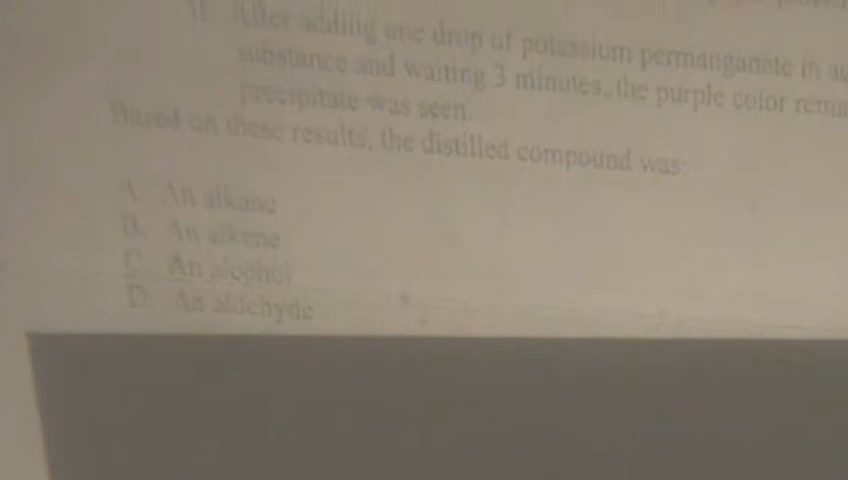 After adding one drop of potassium permanganate in
substance and waiting 3 minutes, the purple color
precipitate was seen.
Based on these results, the distilled compound was:
A. An alkane
B. An alkene
C. An alcohol
D. An aldehyde